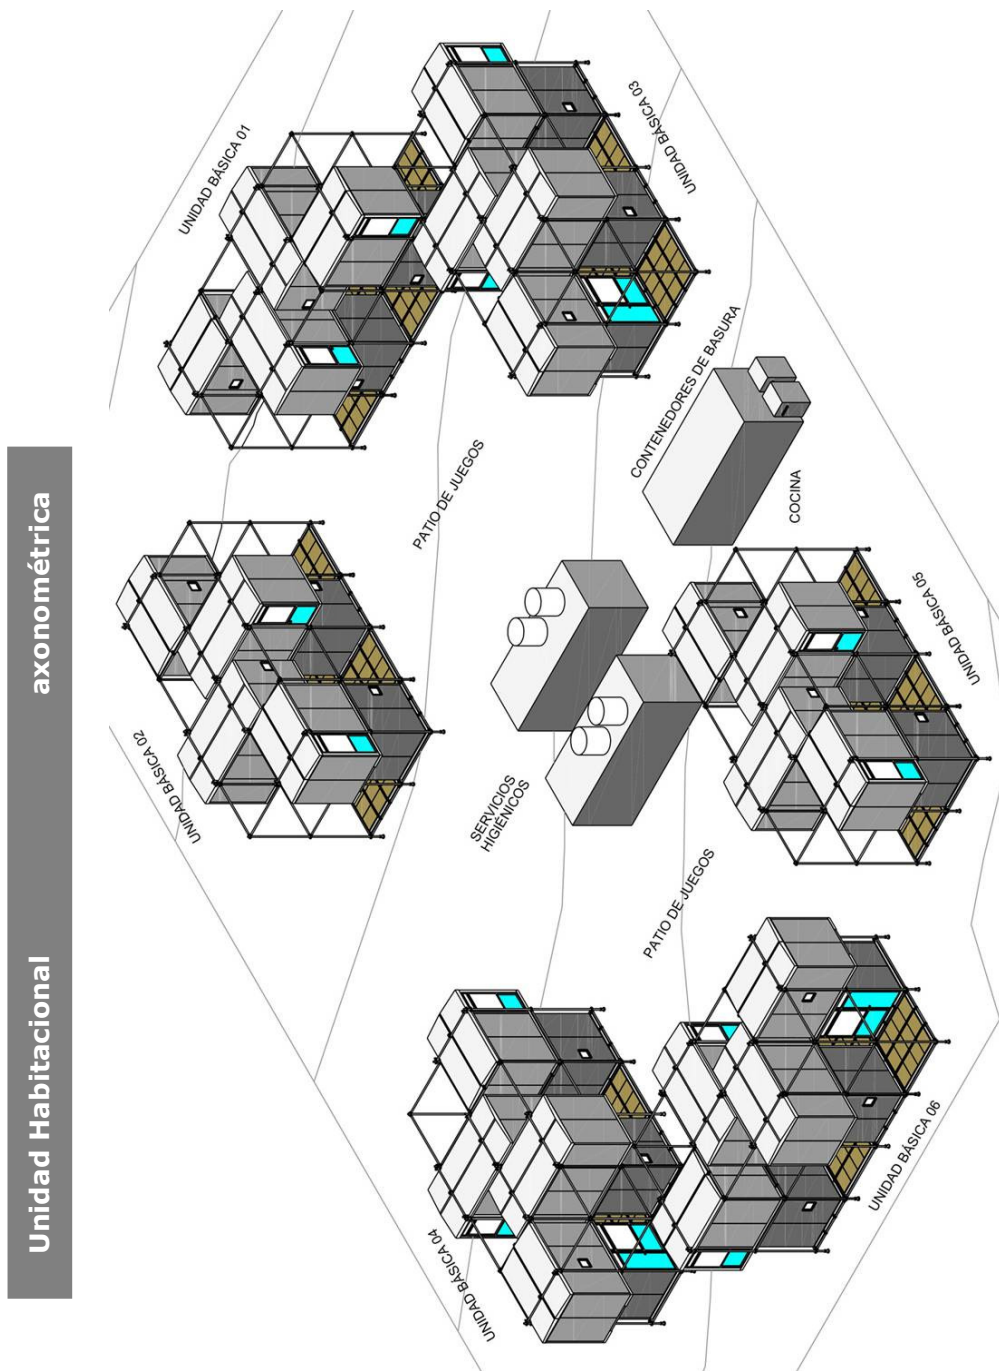 Unidad Habitacional axonométrica
UNIDAD BÁSICA 01
UNIDAD BÁSICA 03
UNIDAD BÁSICA 02
PATIO DE JUEGOS
CONTENEDORES DE BASURA
COCINA
SERVICIOS
HIGIÉNICOS
UNIDAD BÁSICA 05
PATIO DE JUEGOS
UNIDAD BÁSICA 04
UNIDAD BÁSICA 06